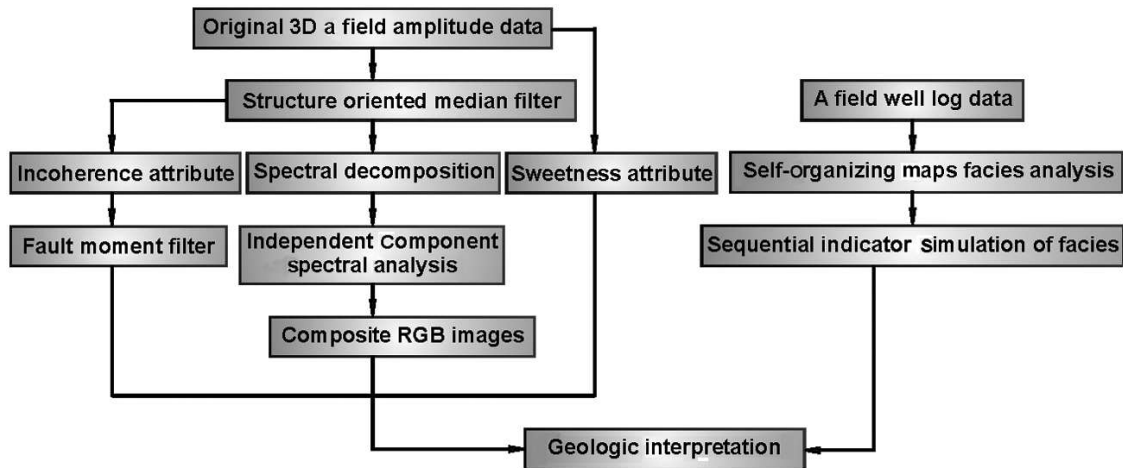 Original 3D a field amplitude data
Structure oriented median filter
A field well log data
Incoherence attribute
Spectral decomposition
Sweetness attribute
Self-organizing maps facies analysis
Fault moment filter
Independent Component
spectral analysis
Sequential indicator simulation of facies
Composite RGB images
Geologic interpretation